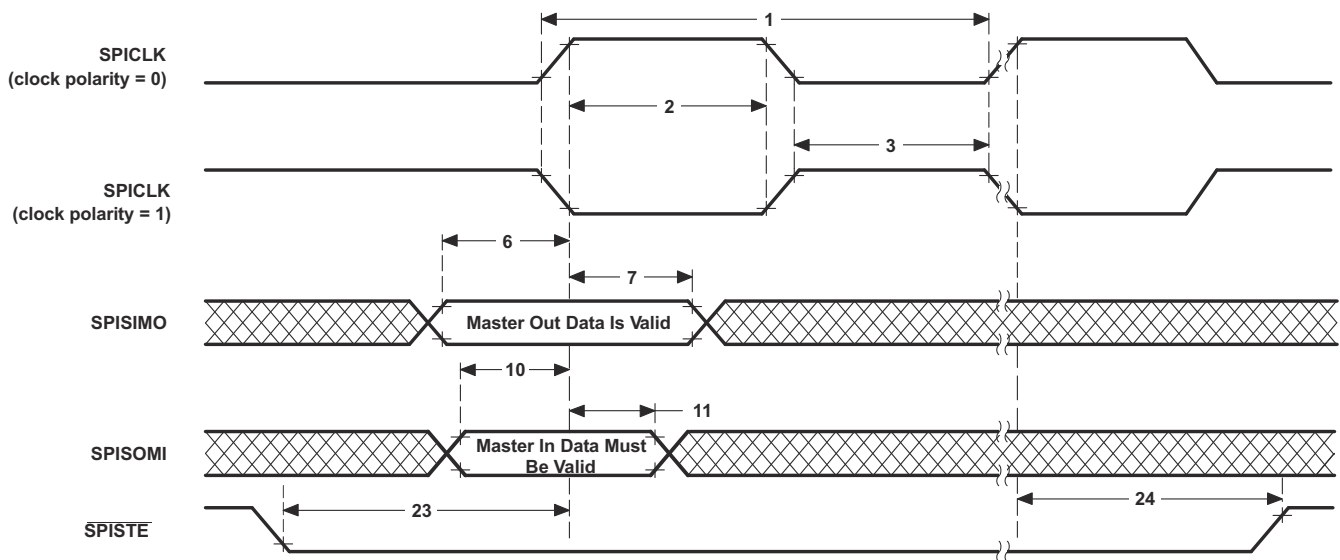 1
SPICLK
(clock polarity = 0)
2
3
SPICLK
(clock polarity = 1)
6
7
SPISIMO
Master Out Data Is Valid
10
11
SPISOMI
Master In Data Must
Be Valid
23
24
SPISTE